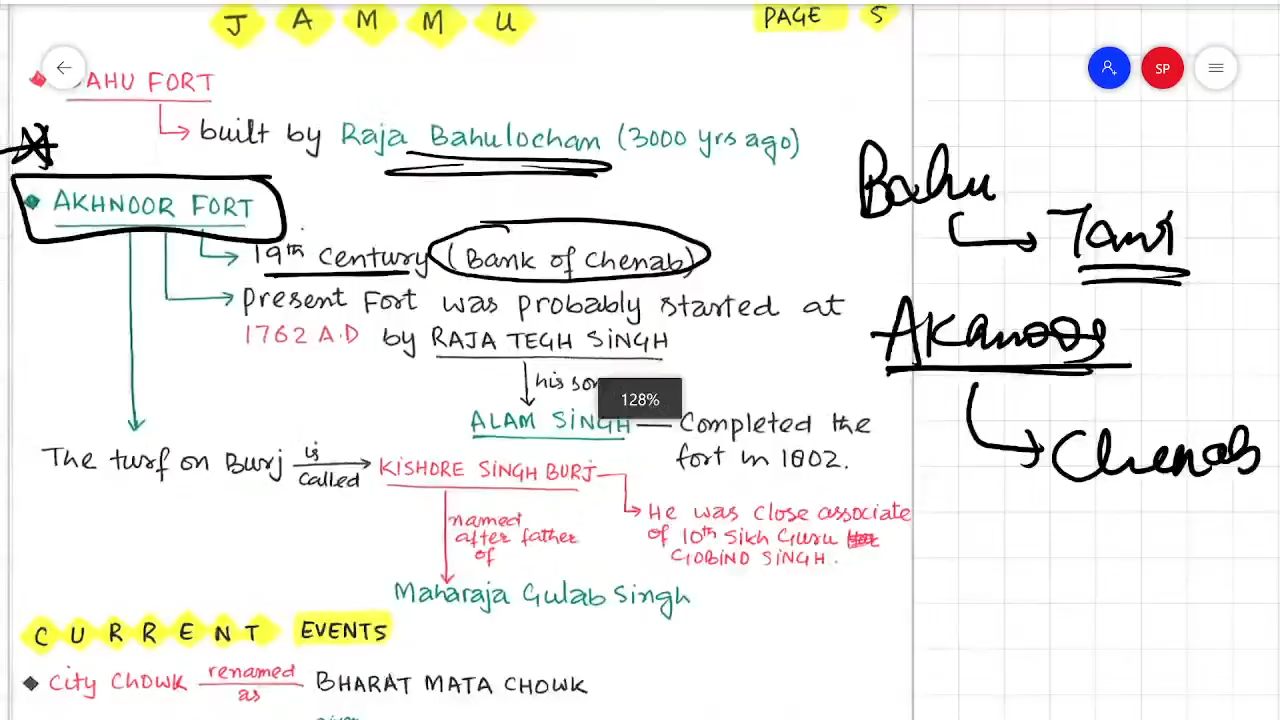 J A M M U
PAGE 5
SP
BAHU FORT
built by Raja Bahulochan (3000 yrs ago)
Bahu
Tawi
AKHNOOR FORT
19th century (Bank of Chenab)
Present Fort was probably started at
1762 A.D by RAJA TEGH SINGH
Akanoor
his son
128%
ALAM SINGH — Completed the
fort in 1802.
Chenab
The turf on Burj is called KISHORE SINGH BURJ
named
after father
of
He was close associate
of 10th Sikh Guru
GOBIND SINGH.
Maharaja Gulab Singh
CURRENT EVENTS
City CHOWK renamed as BHARAT MATA CHOWK